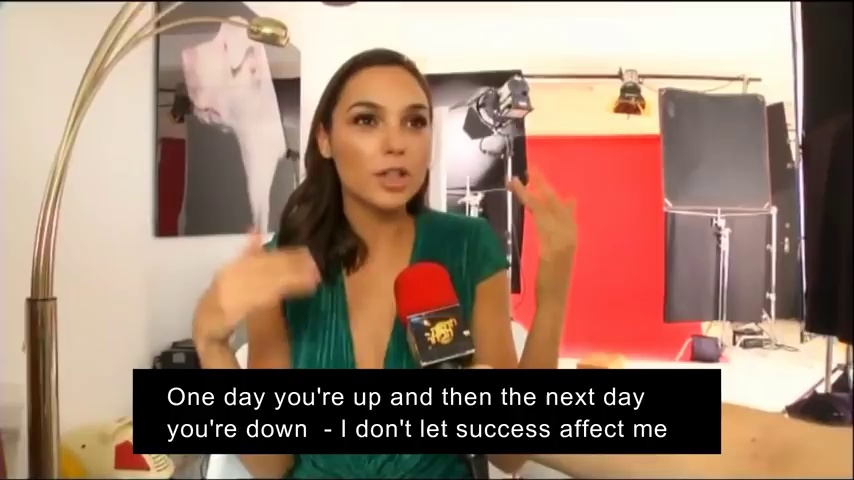 One day you're up and then the next day
you're down  - I don't let success affect me